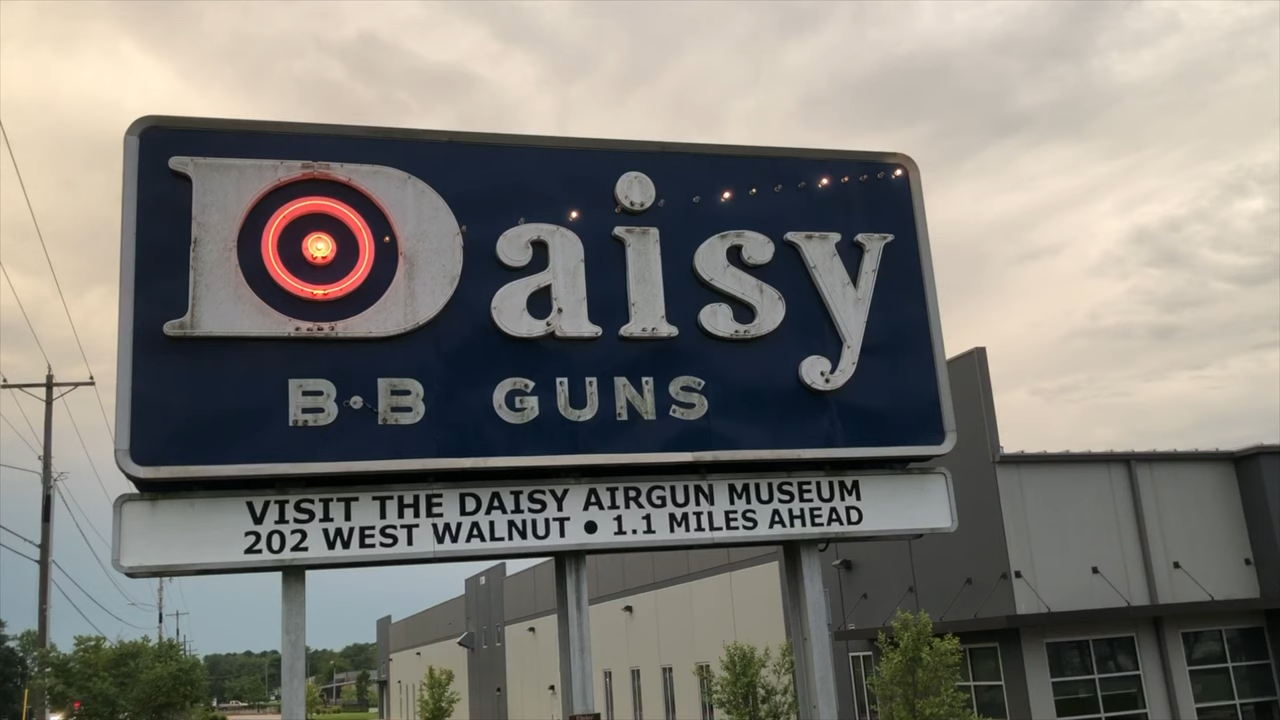 Daisy
B•B GUNS
VISIT THE DAISY AIRGUN MUSEUM
202 WEST WALNUT • 1.1 MILES AHEAD